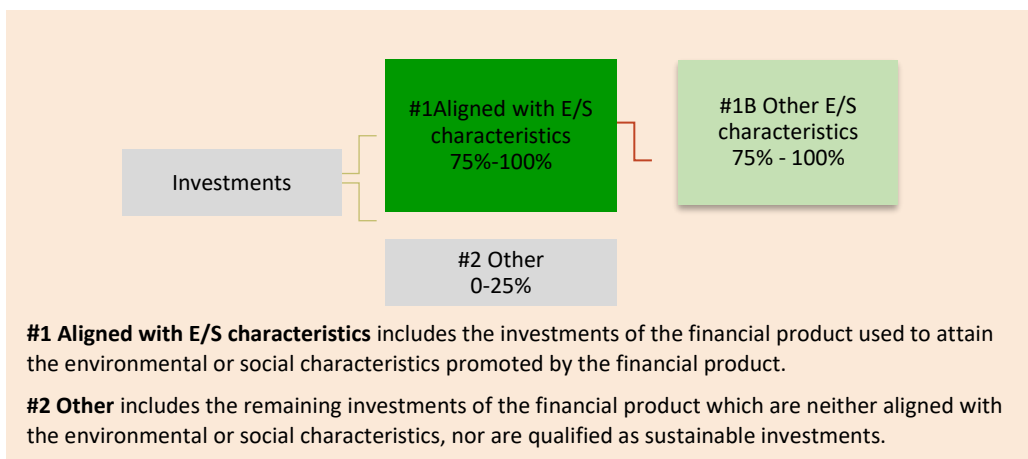 #1Aligned with E/S
characteristics
75%-100%
#1B Other E/S
characteristics
75% - 100%
Investments
#2 Other
0-25%
#1 Aligned with E/S characteristics includes the investments of the financial product used to attain
the environmental or social characteristics promoted by the financial product.
#2 Other includes the remaining investments of the financial product which are neither aligned with
the environmental or social characteristics, nor are qualified as sustainable investments.